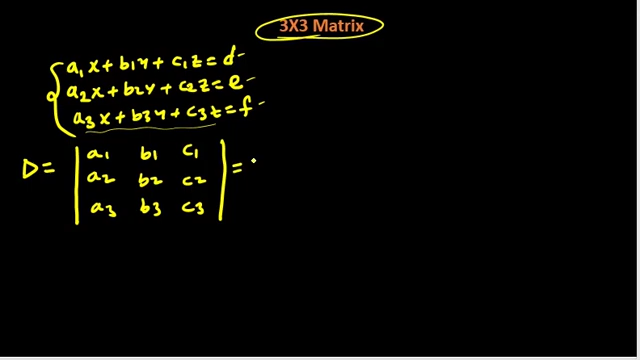 3X3 Matrix
a1x + b1y + c1z = d
a2x + b2y + c2z = e
a3x + b3y + c3z = f
D = | a1 b1 c1 |
| a2 b2 c2 | =
| a3 b3 c3 |